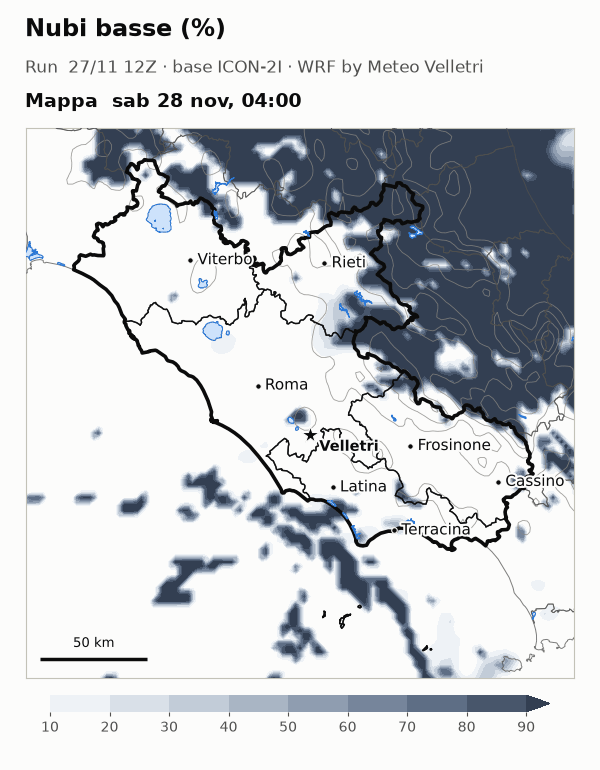 Nubi basse (%)
Run  27/11 12Z · base ICON-2I · WRF by Meteo Velletri
Mappa  sab 28 nov, 04:00
Viterbo
Rieti
Roma
Velletri
Frosinone
Latina
Cassino
Terracina
50 km
10 20 30 40 50 60 70 80 90